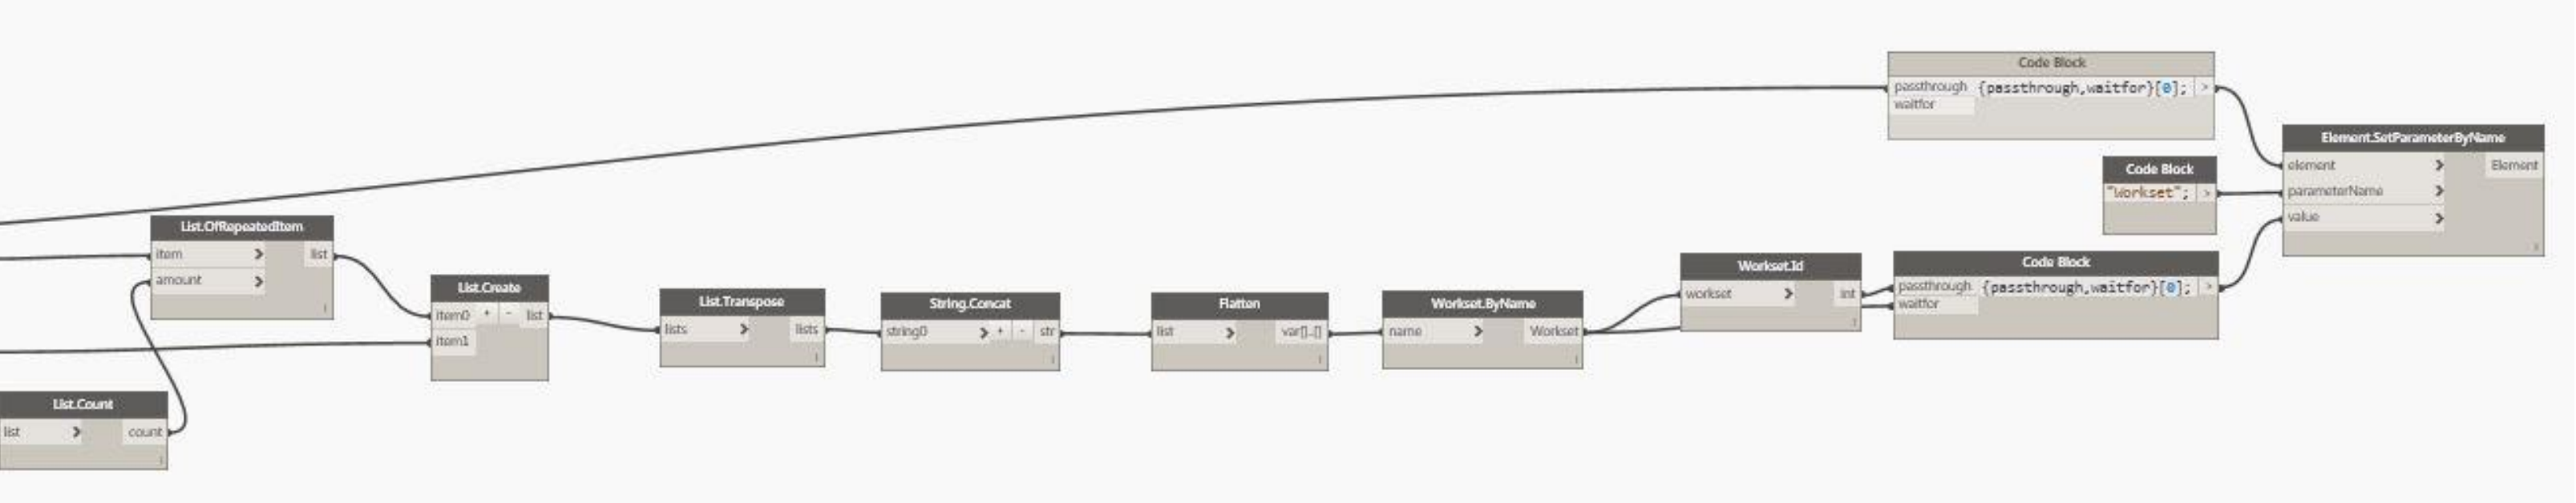 Code Block
passthrough {passthrough,waitfor}[0]; >
waitfor
Element.SetParameterByName
element > Element
parameterName >
value >
Code Block
"Workset"; >
List.OfRepeatedItem
item > list
amount >
List.Create
item0 + - list
item1
List.Transpose
lists > lists
String.Concat
string0 > + - str
Flatten
list > var[]..[]
Workset.ByName
name > Workset
Workset.Id
workset > int
Code Block
passthrough {passthrough,waitfor}[0]; >
waitfor
List.Count
list > count